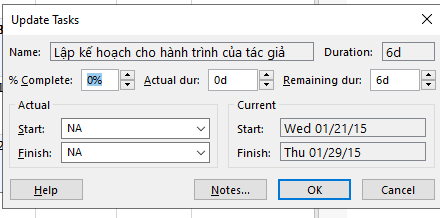 Update Tasks
Name: Lập kế hoạch cho hành trình của tác giả Duration: 6d
% Complete: 0% Actual dur: 0d Remaining dur: 6d
Actual Current
Start: NA Start: Wed 01/21/15
Finish: NA Finish: Thu 01/29/15
Help Notes... OK Cancel